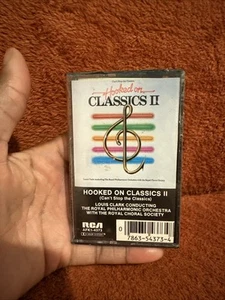 Hooked on
CLASSICS II
HOOKED ON CLASSICS II
(Can't Stop the Classics)
LOUIS CLARK CONDUCTING
THE ROYAL PHILHARMONIC ORCHESTRA
WITH THE ROYAL CHORAL SOCIETY
RCA
0
7863-54373-4